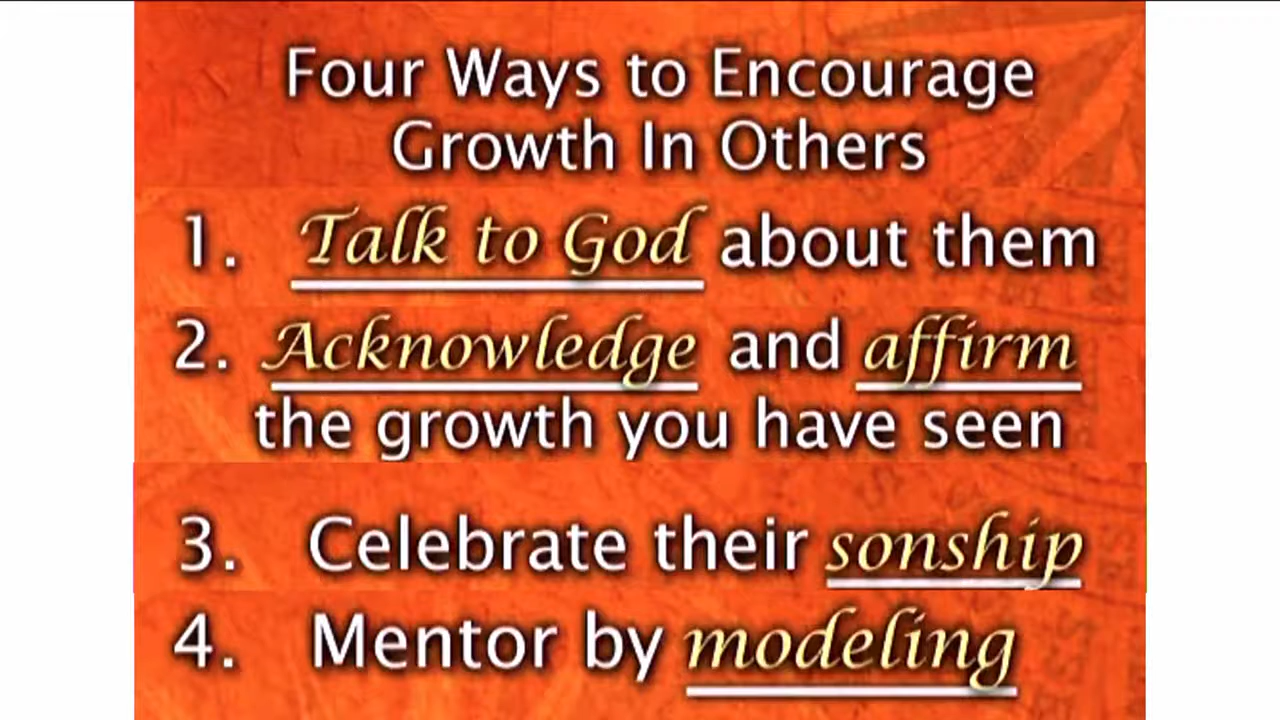 Four Ways to Encourage
Growth In Others
1. Talk to God about them
2. Acknowledge and affirm
the growth you have seen
3. Celebrate their sonship
4. Mentor by modeling